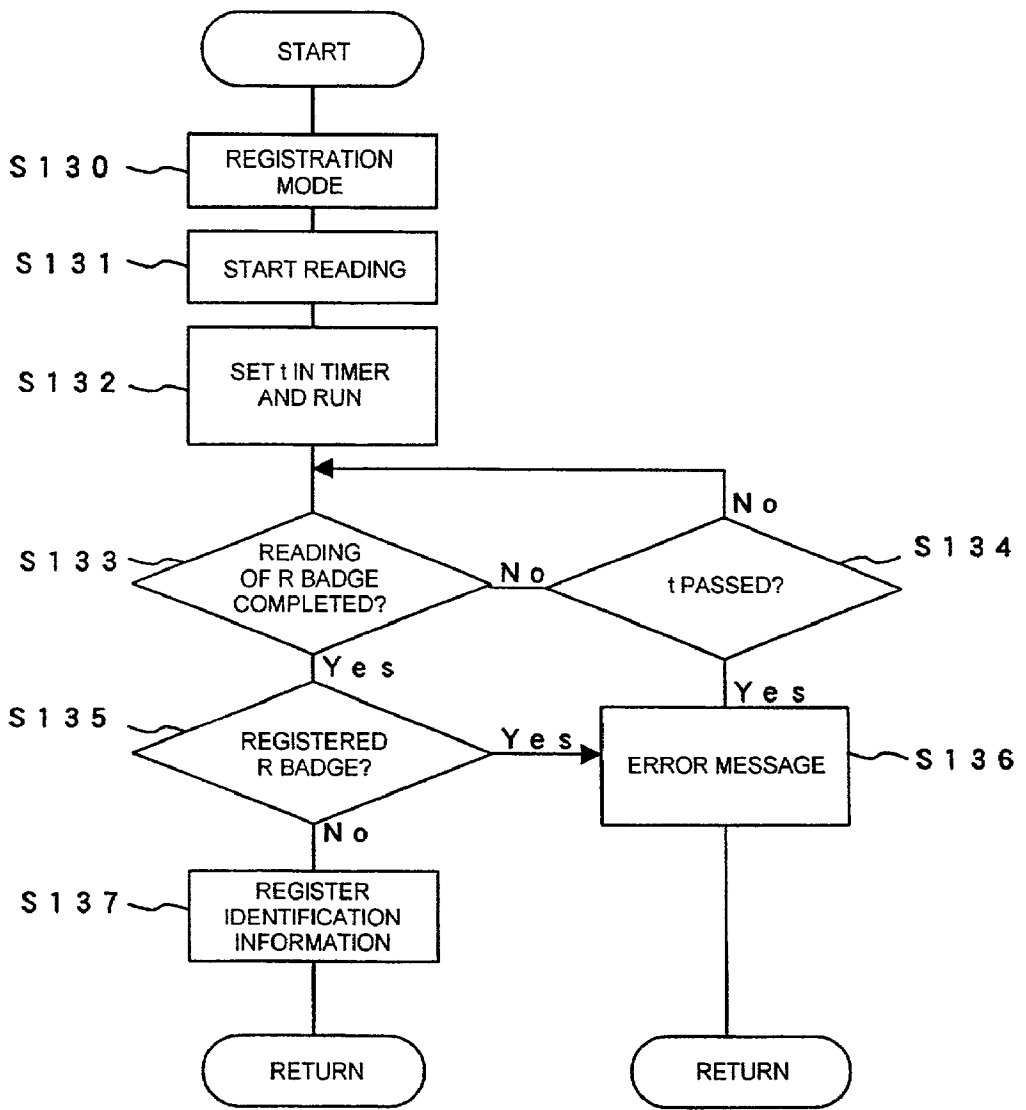 START
S130
REGISTRATION
MODE
S131
START READING
S132
SET t IN TIMER
AND RUN
No
S133
READING
OF R BADGE
COMPLETED?
No
t PASSED?
S134
Yes
Yes
S135
REGISTERED
R BADGE?
Yes
ERROR MESSAGE
S136
No
S137
REGISTER
IDENTIFICATION
INFORMATION
RETURN
RETURN